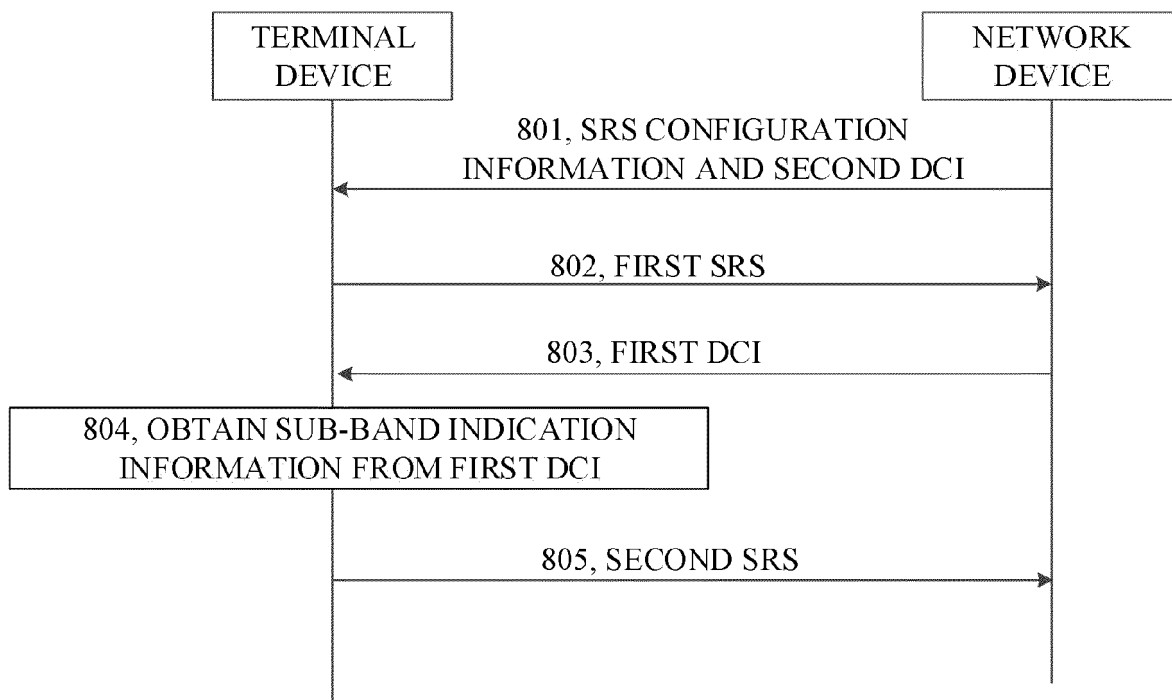 TERMINAL
DEVICE
NETWORK
DEVICE
801, SRS CONFIGURATION
INFORMATION AND SECOND DCI
802, FIRST SRS
803, FIRST DCI
804, OBTAIN SUB-BAND INDICATION
INFORMATION FROM FIRST DCI
805, SECOND SRS